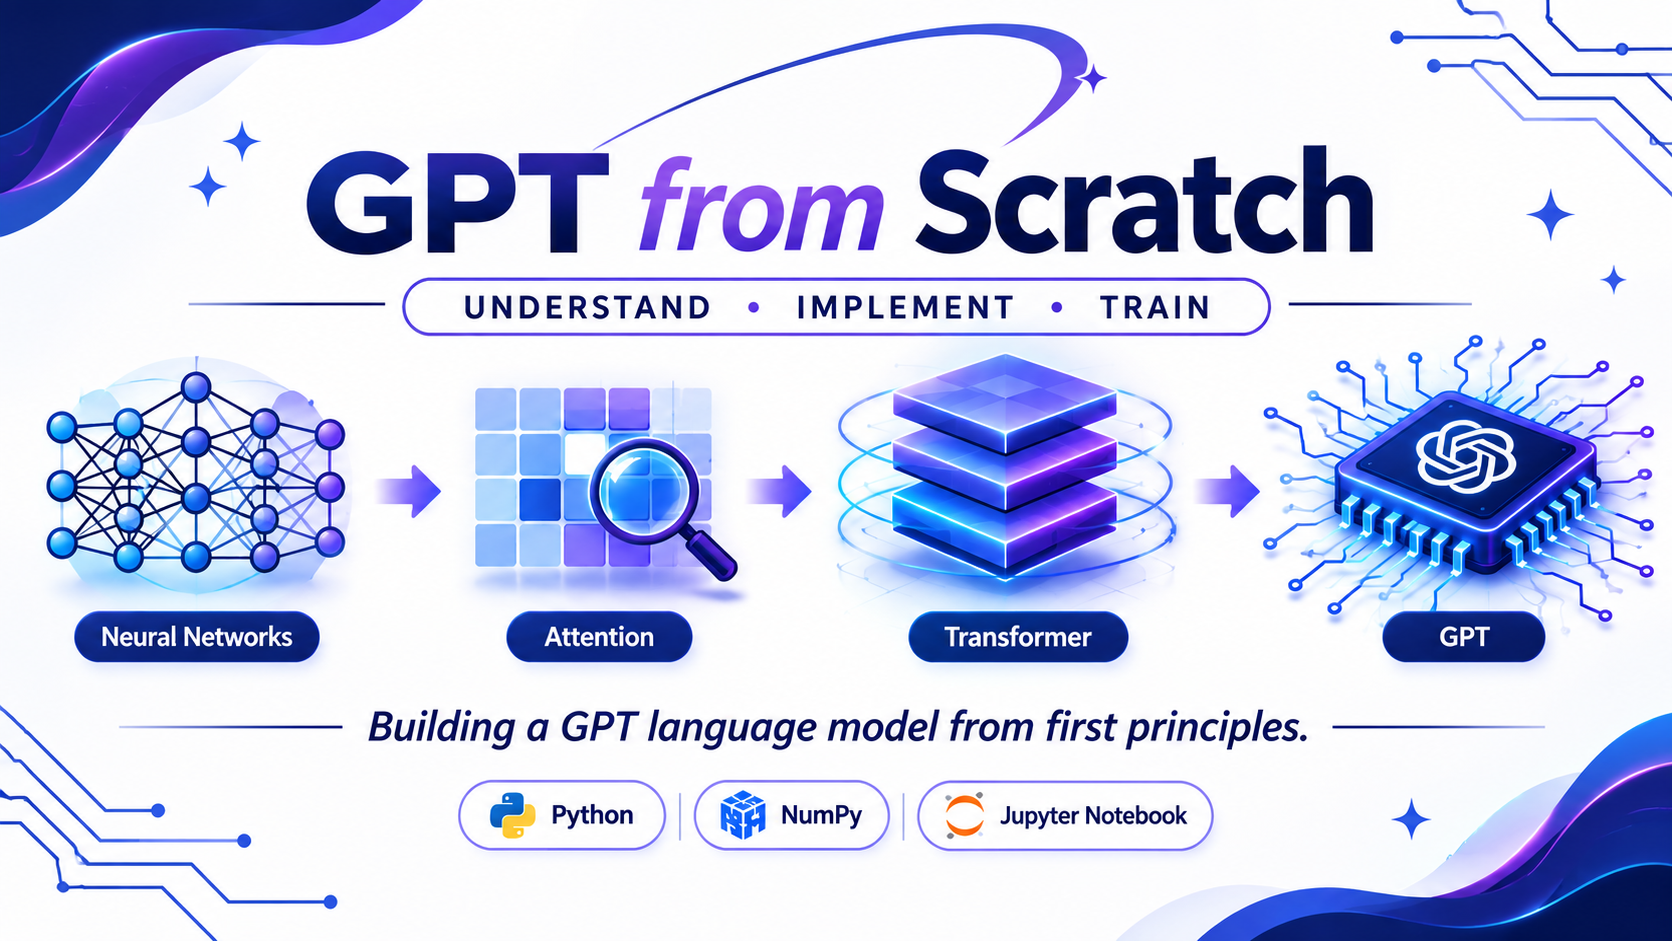 GPT from Scratch
UNDERSTAND • IMPLEMENT • TRAIN
Neural Networks
Attention
Transformer
GPT
Building a GPT language model from first principles.
Python
NumPy
Jupyter Notebook